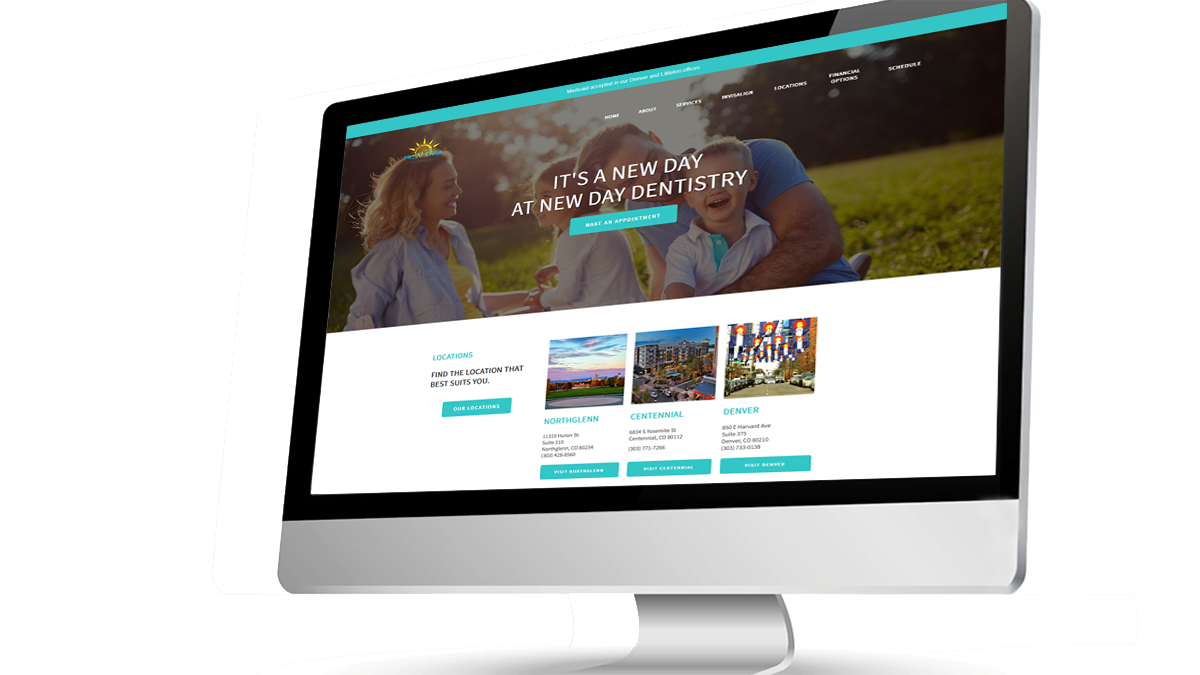 Medicaid accepted in our Denver and Littleton offices
HOME ABOUT SERVICES INVISALIGN LOCATIONS FINANCIAL OPTIONS SCHEDULE
NEW DAY
IT'S A NEW DAY
AT NEW DAY DENTISTRY
MAKE AN APPOINTMENT
LOCATIONS
FIND THE LOCATION THAT
BEST SUITS YOU.
OUR LOCATIONS
NORTHGLENN
11310 Huron St.
Suite 210
Northglenn, CO 80234
(303) 428-8560
VISIT NORTHGLENN
CENTENNIAL
6834 S Yosemite St
Centennial, CO 80112
(303) 771-7266
VISIT CENTENNIAL
DENVER
850 E Harvard Ave
Suite 375
Denver, CO 80210
(303) 733-0138
VISIT DENVER